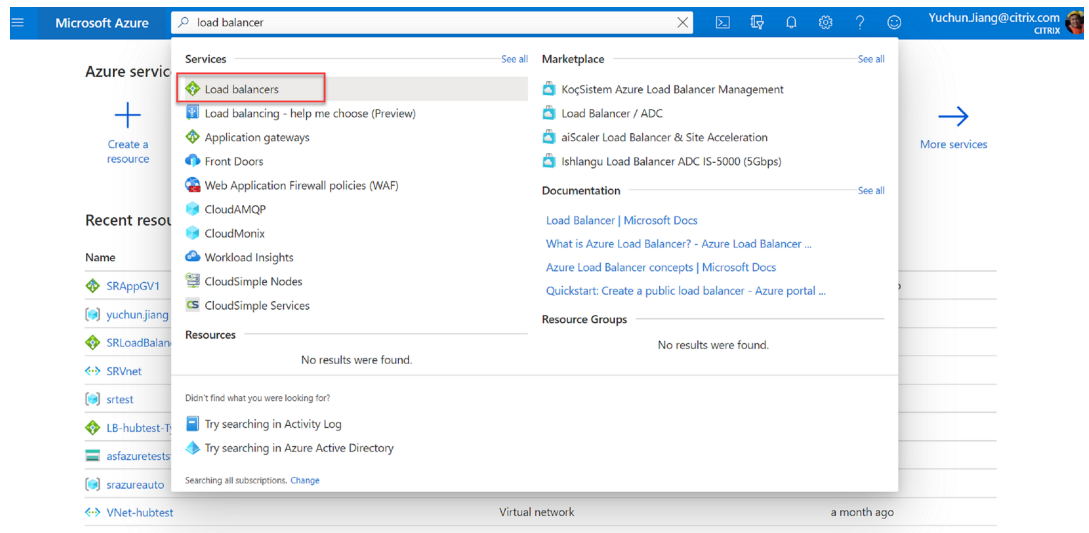 Microsoft Azure
load balancer
Yuchun.Jiang@citrix.com
CITRIX
Azure servic
Create a
resource
More services
Recent resou
Name
SRAppGV1
yuchun.jiang
SRLoadBalan
SRVnet
srtest
LB-hubtest-T
asfazuretests
srazureauto
VNet-hubtest Virtual network a month ago
Services See all
Load balancers
Load balancing - help me choose (Preview)
Application gateways
Front Doors
Web Application Firewall policies (WAF)
CloudAMQP
CloudMonix
Workload Insights
CloudSimple Nodes
CS CloudSimple Services
Resources
No results were found.
Marketplace See all
KoçSistem Azure Load Balancer Management
Load Balancer / ADC
aiScaler Load Balancer & Site Acceleration
Ishlangu Load Balancer ADC IS-5000 (5Gbps)
Documentation See all
Load Balancer | Microsoft Docs
What is Azure Load Balancer? - Azure Load Balancer ...
Azure Load Balancer concepts | Microsoft Docs
Quickstart: Create a public load balancer - Azure portal ...
Resource Groups
No results were found.
Didn't find what you were looking for?
Try searching in Activity Log
Try searching in Azure Active Directory
Searching all subscriptions. Change